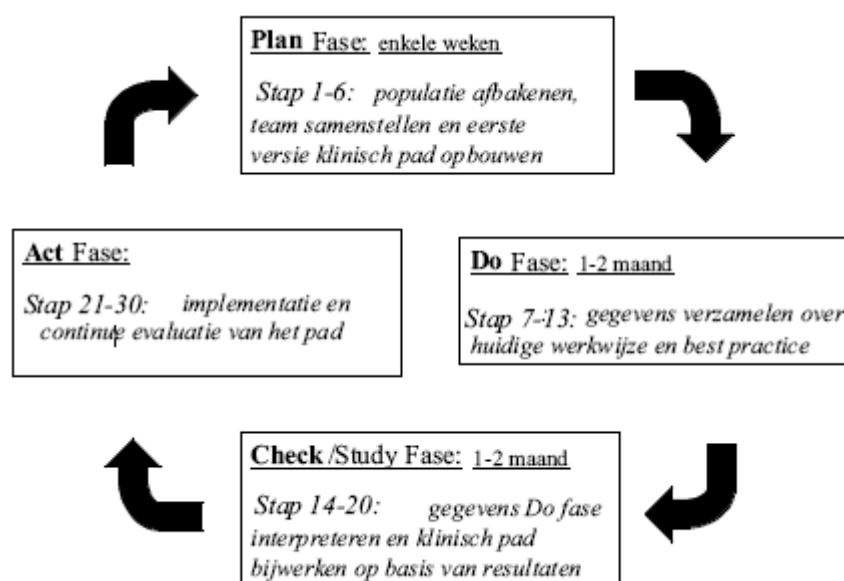 Plan Fase: enkele weken
Stap 1-6: populatie afbakenen,
team samenstellen en eerste
versie klinisch pad opbouwen
Act Fase:
Stap 21-30: implementatie en
continue evaluatie van het pad
Do Fase: 1-2 maand
Stap 7-13: gegevens verzamelen over
huidige werkwijze en best practice
Check /Study Fase: 1-2 maand
Stap 14-20: gegevens Do fase
interpreteren en klinisch pad
bijwerken op basis van resultaten